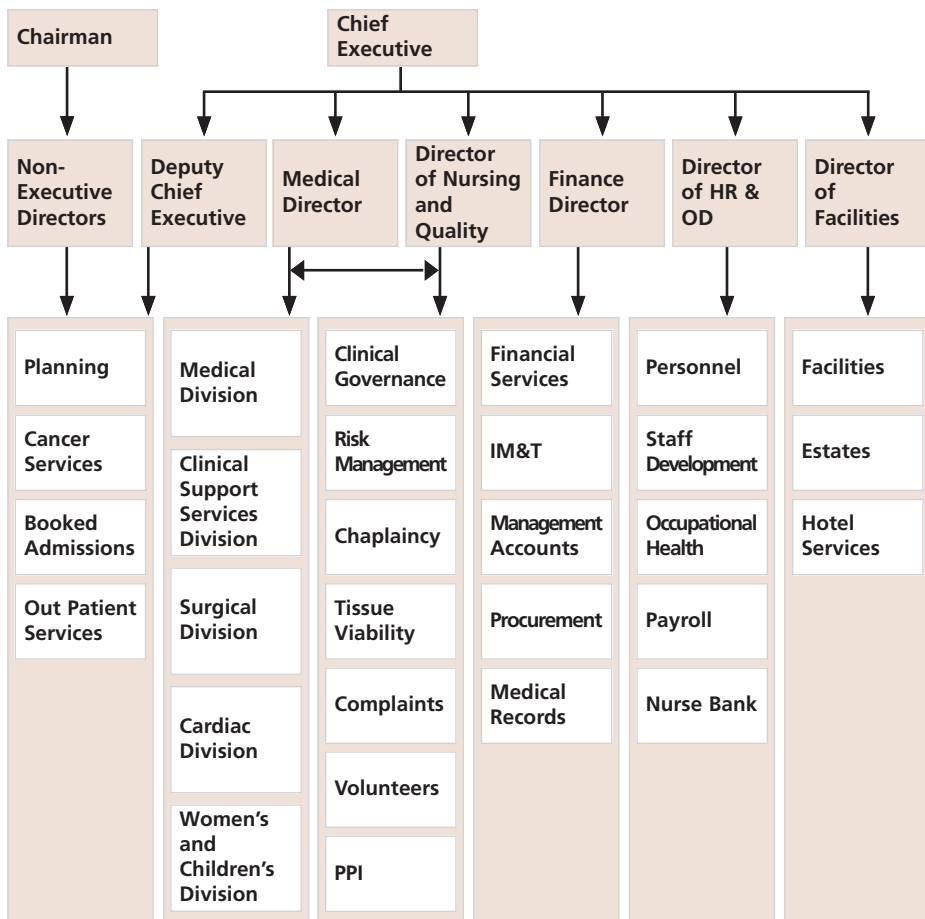 Chairman
Chief
Executive
Non-
Executive
Directors
Deputy
Chief
Executive
Medical
Director
Director
of Nursing
and
Quality
Finance
Director
Director
of HR &
OD
Director
of
Facilities
Planning
Cancer
Services
Booked
Admissions
Out Patient
Services
Medical
Division
Clinical
Support
Services
Division
Surgical
Division
Cardiac
Division
Women's
and
Children's
Division
Clinical
Governance
Risk
Management
Chaplaincy
Tissue
Viability
Complaints
Volunteers
PPI
Financial
Services
IM&T
Management
Accounts
Procurement
Medical
Records
Personnel
Staff
Development
Occupational
Health
Payroll
Nurse Bank
Facilities
Estates
Hotel
Services